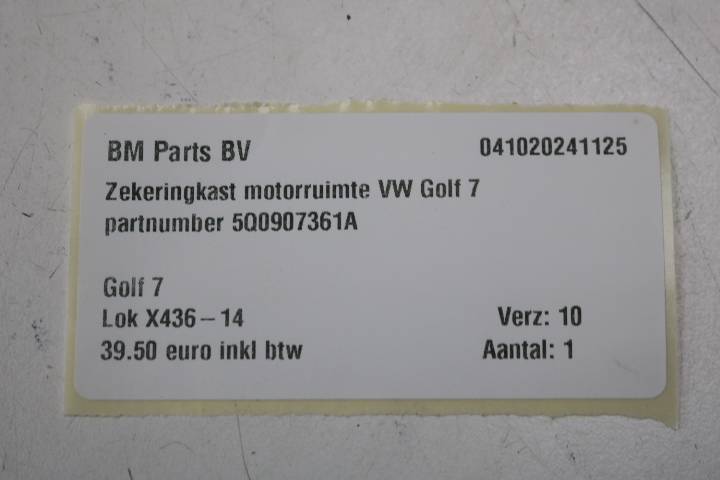 BM Parts BV 041020241125
Zekeringkast motorruimte VW Golf 7
partnumber 5Q0907361A
Golf 7
Lok X436-14 Verz: 10
39.50 euro inkl btw Aantal: 1